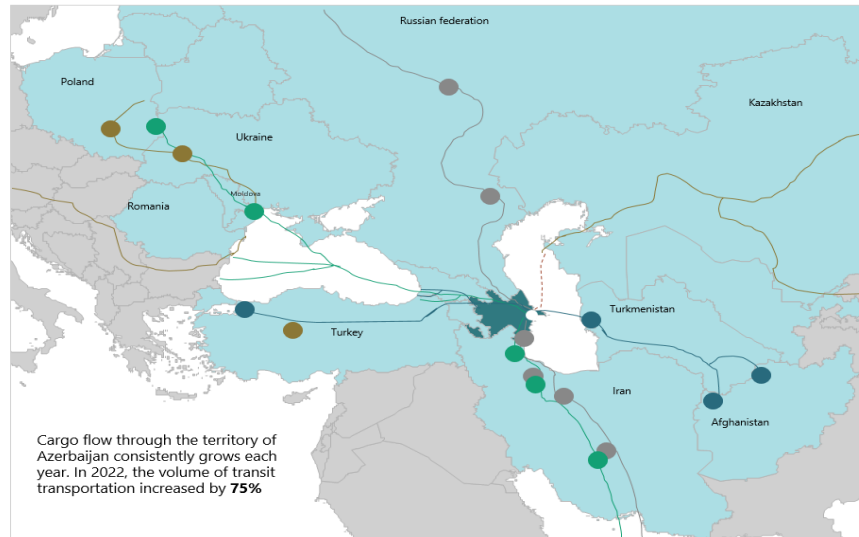 Russian federation
Poland
Kazakhstan
Ukraine
Moldova
Romania
Turkmenistan
Turkey
Iran
Afghanistan
Cargo flow through the territory of
Azerbaijan consistently grows each
year. In 2022, the volume of transit
transportation increased by 75%